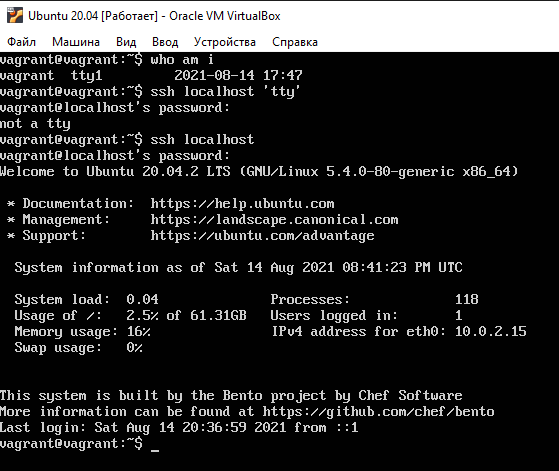 Ubuntu 20.04 [Работает] - Oracle VM VirtualBox
Файл Машина Вид Ввод Устройства Справка
vagrant@vagrant:~$ who am i
vagrant  tty1         2021-08-14 17:47
vagrant@vagrant:~$ ssh localhost 'tty'
vagrant@localhost's password:
not a tty
vagrant@vagrant:~$ ssh localhost
vagrant@localhost's password:
Welcome to Ubuntu 20.04.2 LTS (GNU/Linux 5.4.0-80-generic x86_64)
* Documentation:  https://help.ubuntu.com
* Management:     https://landscape.canonical.com
* Support:        https://ubuntu.com/advantage
System information as of Sat 14 Aug 2021 08:41:23 PM UTC
System load:  0.04              Processes:             118
Usage of /:   2.5% of 61.31GB   Users logged in:       1
Memory usage: 16%               IPv4 address for eth0: 10.0.2.15
Swap usage:   0%
This system is built by the Bento project by Chef Software
More information can be found at https://github.com/chef/bento
Last login: Sat Aug 14 20:36:59 2021 from ::1
vagrant@vagrant:~$ _